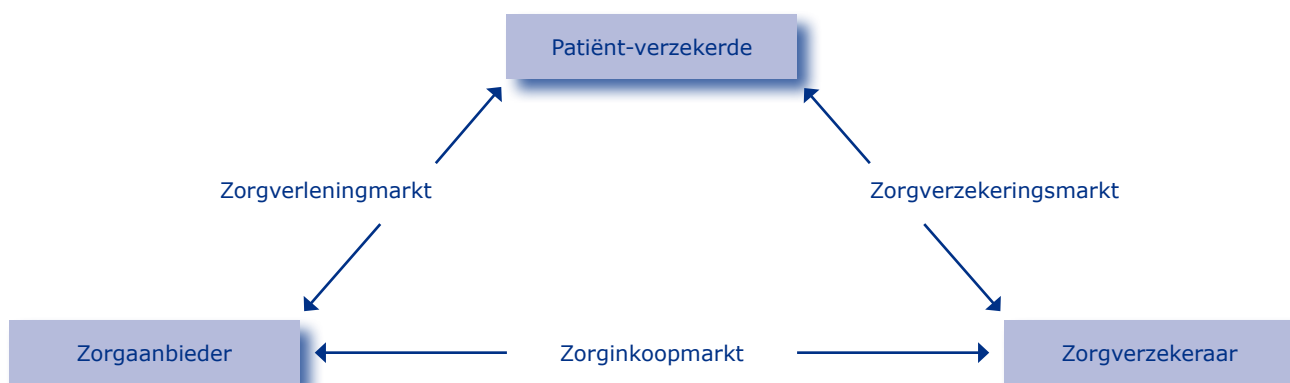 Patiënt-verzekerde
Zorgverleningmarkt
Zorgverzekeringsmarkt
Zorgaanbieder
Zorginkoopmarkt
Zorgverzekeraar